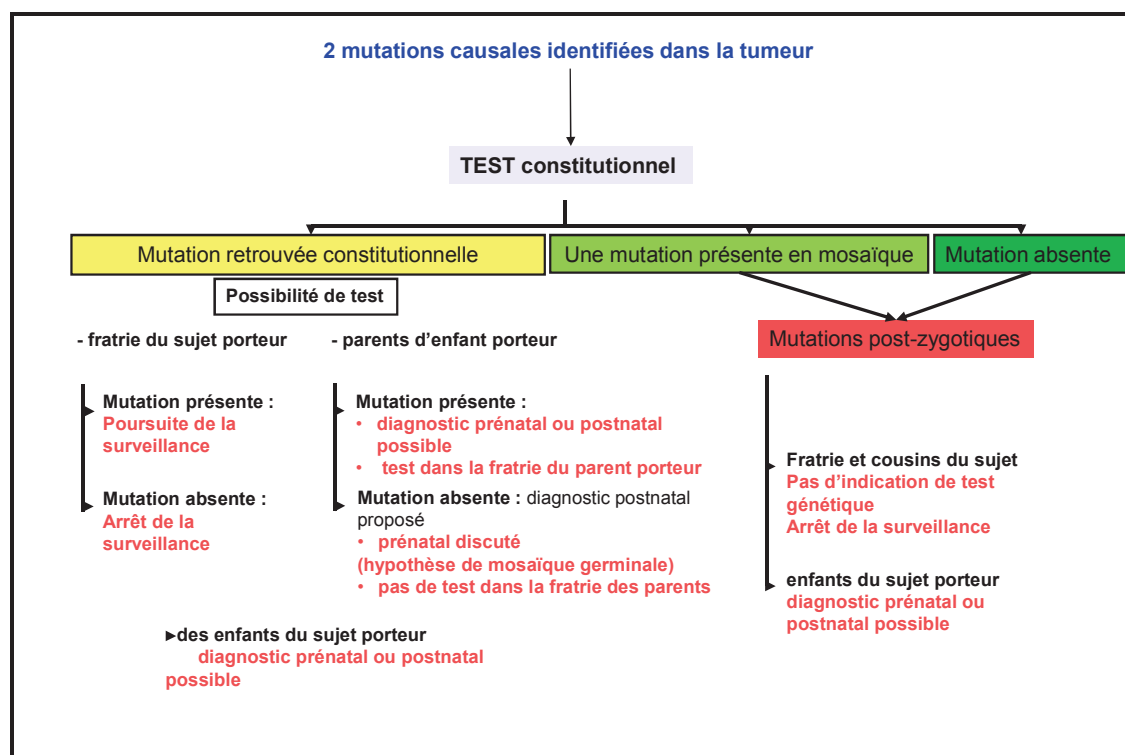 2 mutations causales identifiées dans la tumeur
TEST constitutionnel
Mutation retrouvée constitutionnelle
Une mutation présente en mosaïque
Mutation absente
Possibilité de test
- fratrie du sujet porteur
Mutation présente :
Poursuite de la
surveillance
Mutation absente :
Arrêt de la
surveillance
- parents d'enfant porteur
Mutation présente :
• diagnostic prénatal ou postnatal
possible
• test dans la fratrie du parent porteur
Mutation absente : diagnostic postnatal
proposé
• prénatal discuté
(hypothèse de mosaïque germinale)
• pas de test dans la fratrie des parents
►des enfants du sujet porteur
diagnostic prénatal ou postnatal
possible
Mutations post-zygotiques
Fratrie et cousins du sujet
Pas d'indication de test
génétique
Arrêt de la surveillance
enfants du sujet porteur
diagnostic prénatal ou
postnatal possible